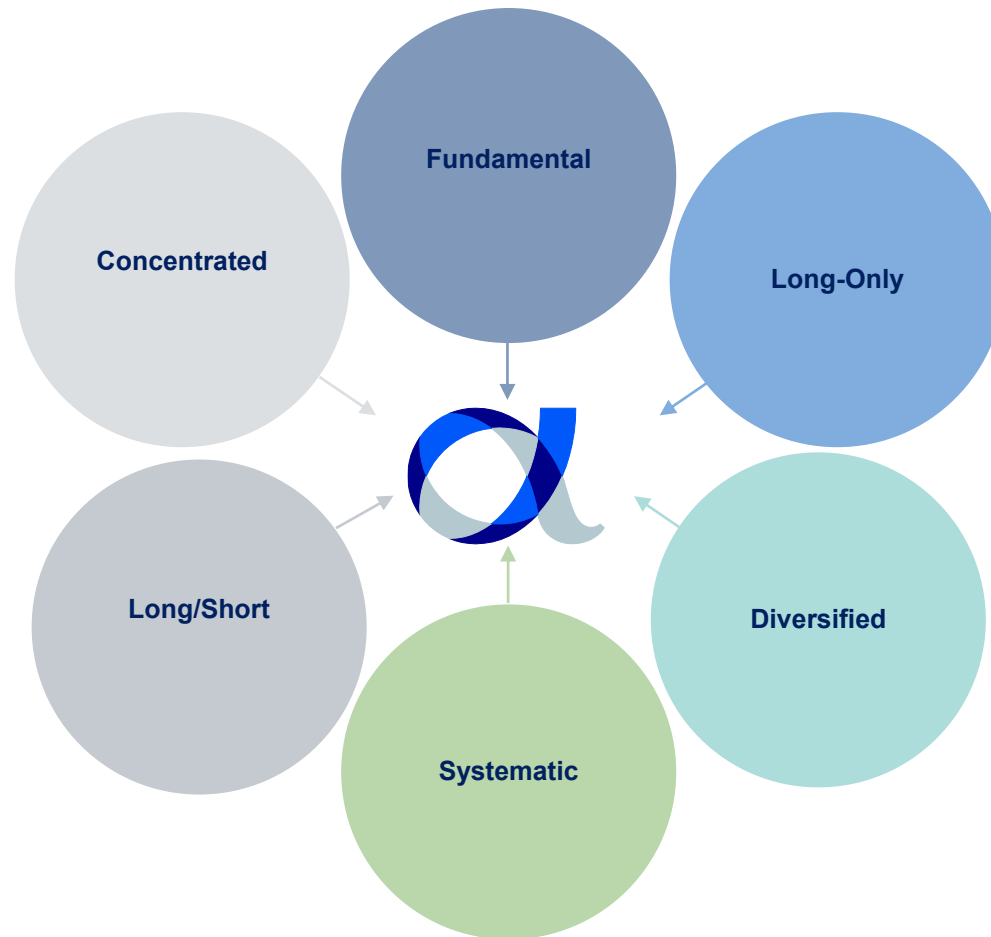 Fundamental
Concentrated
Long-Only
Long/Short
Diversified
Systematic